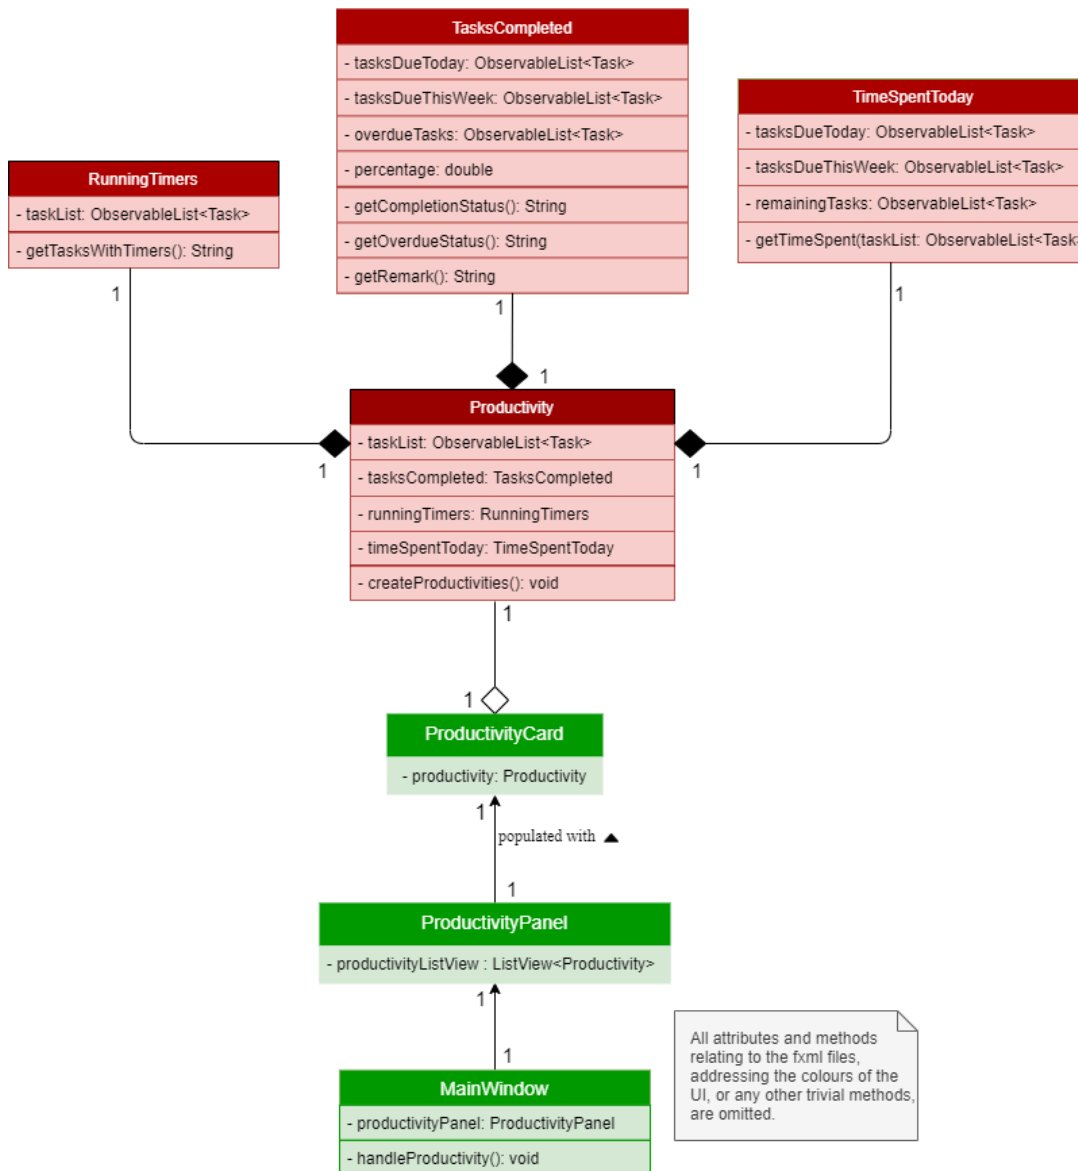 TasksCompleted
- tasksDueToday: ObservableList<Task>
- tasksDueThisWeek: ObservableList<Task>
- overdueTasks: ObservableList<Task>
- percentage: double
- getCompletionStatus(): String
- getOverdueStatus(): String
- getRemark(): String
TimeSpentToday
- tasksDueToday: ObservableList<Task>
- tasksDueThisWeek: ObservableList<Task>
- remainingTasks: ObservableList<Task>
- getTimeSpent(taskList: ObservableList<Task>
RunningTimers
- taskList: ObservableList<Task>
- getTasksWithTimers(): String
1
1
1
1
1
1
Productivity
- taskList: ObservableList<Task>
- tasksCompleted: TasksCompleted
- runningTimers: RunningTimers
- timeSpentToday: TimeSpentToday
- createProductivities(): void
1
1
ProductivityCard
- productivity: Productivity
1
populated with ▲
1
ProductivityPanel
- productivityListView : ListView<Productivity>
1
1
MainWindow
- productivityPanel: ProductivityPanel
- handleProductivity(): void
All attributes and methods
relating to the fxml files,
addressing the colours of the
UI, or any other trivial methods,
are omitted.